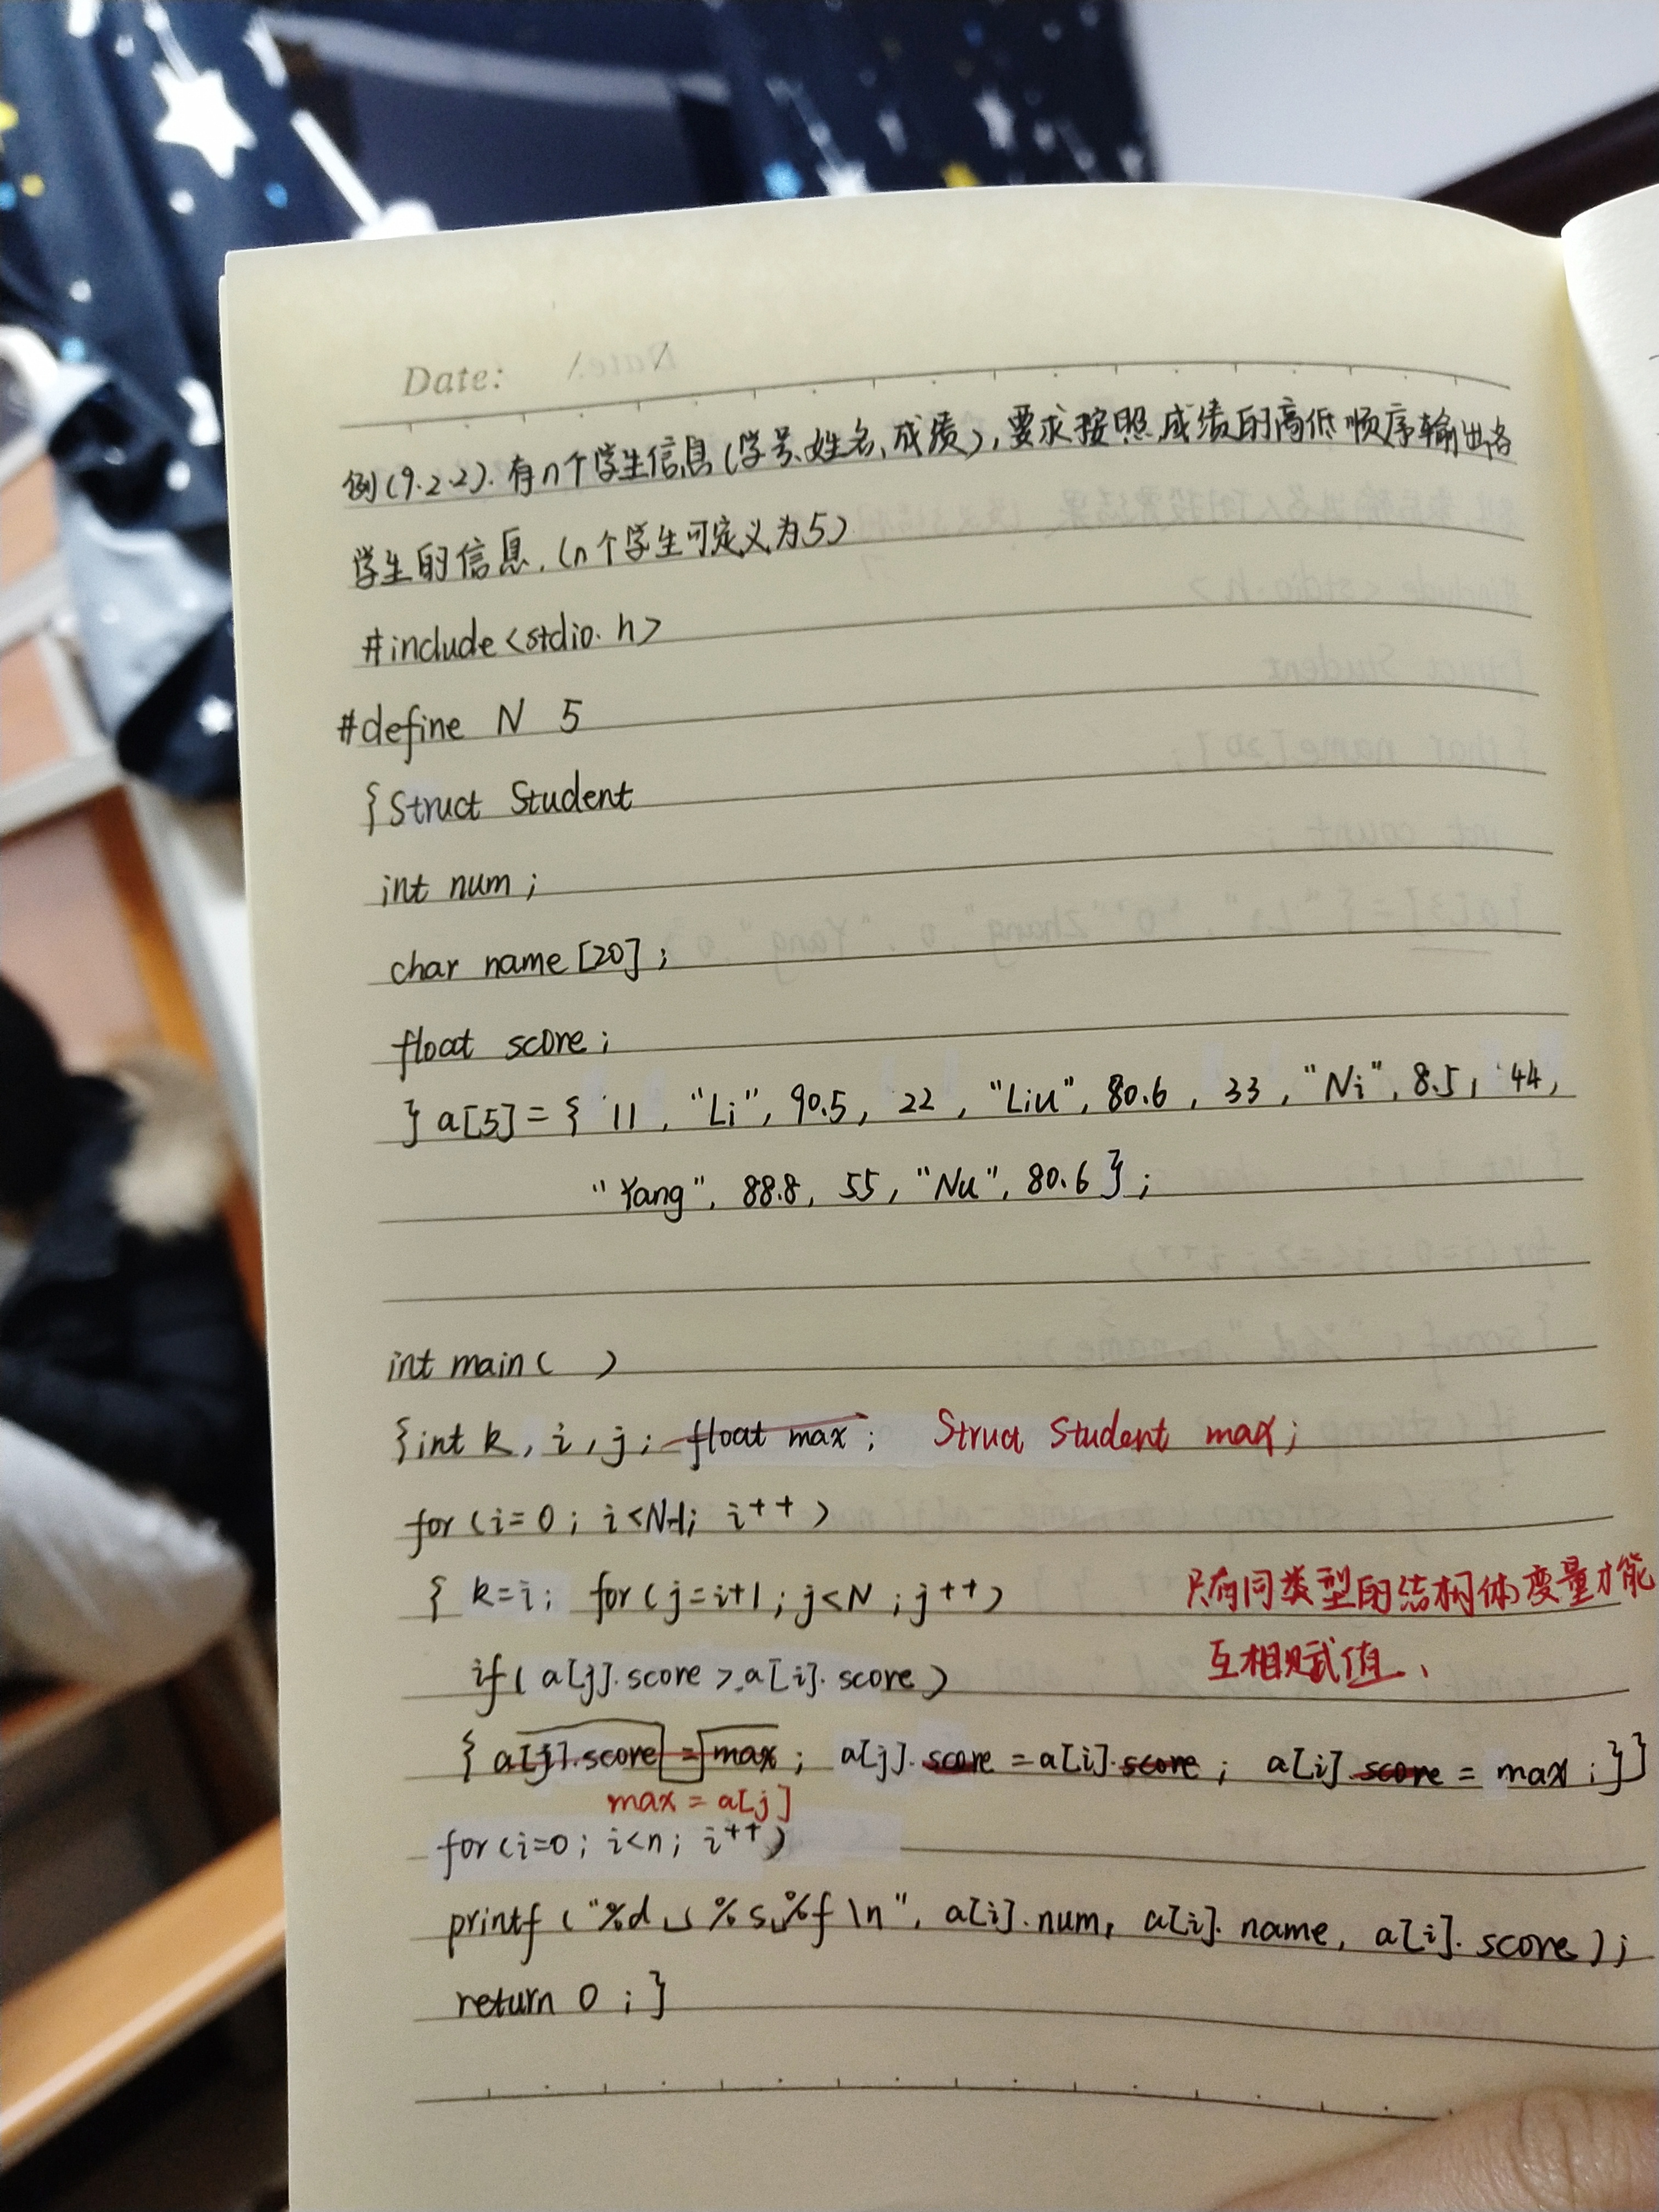 Date:
例(9.2.2).有n个学生信息(学号、姓名、成质),要求按照成绩的高低顺序输出各
学生的信息.(n个学生可定义为5)
#include<stdio.h>
#define N 5
{Struct Student
int num;
char name[20];
float score;
}a[5]={11,"Li",90.5,22,"Liu",80.6,33,"Ni",8.5,44,
"Yang",88.8,55,"Nu",80.6};
int main( )
{int k,i,j; float max; Struct Student max;
for(i=0;i<N-1;i++)
{ k=i; for(j=i+1;j<N;j++) 只有同类型的结构体变量才能
if(a[j].score>a[i].score) 互相赋值、
{a[j].score=max; a[j].score=a[i].score; a[i].score=max;}}
max=a[j]
for(i=0;i<n;i++)
printf("%d␣%s␣%f\n",a[i].num,a[i].name,a[i].score);
return 0;}